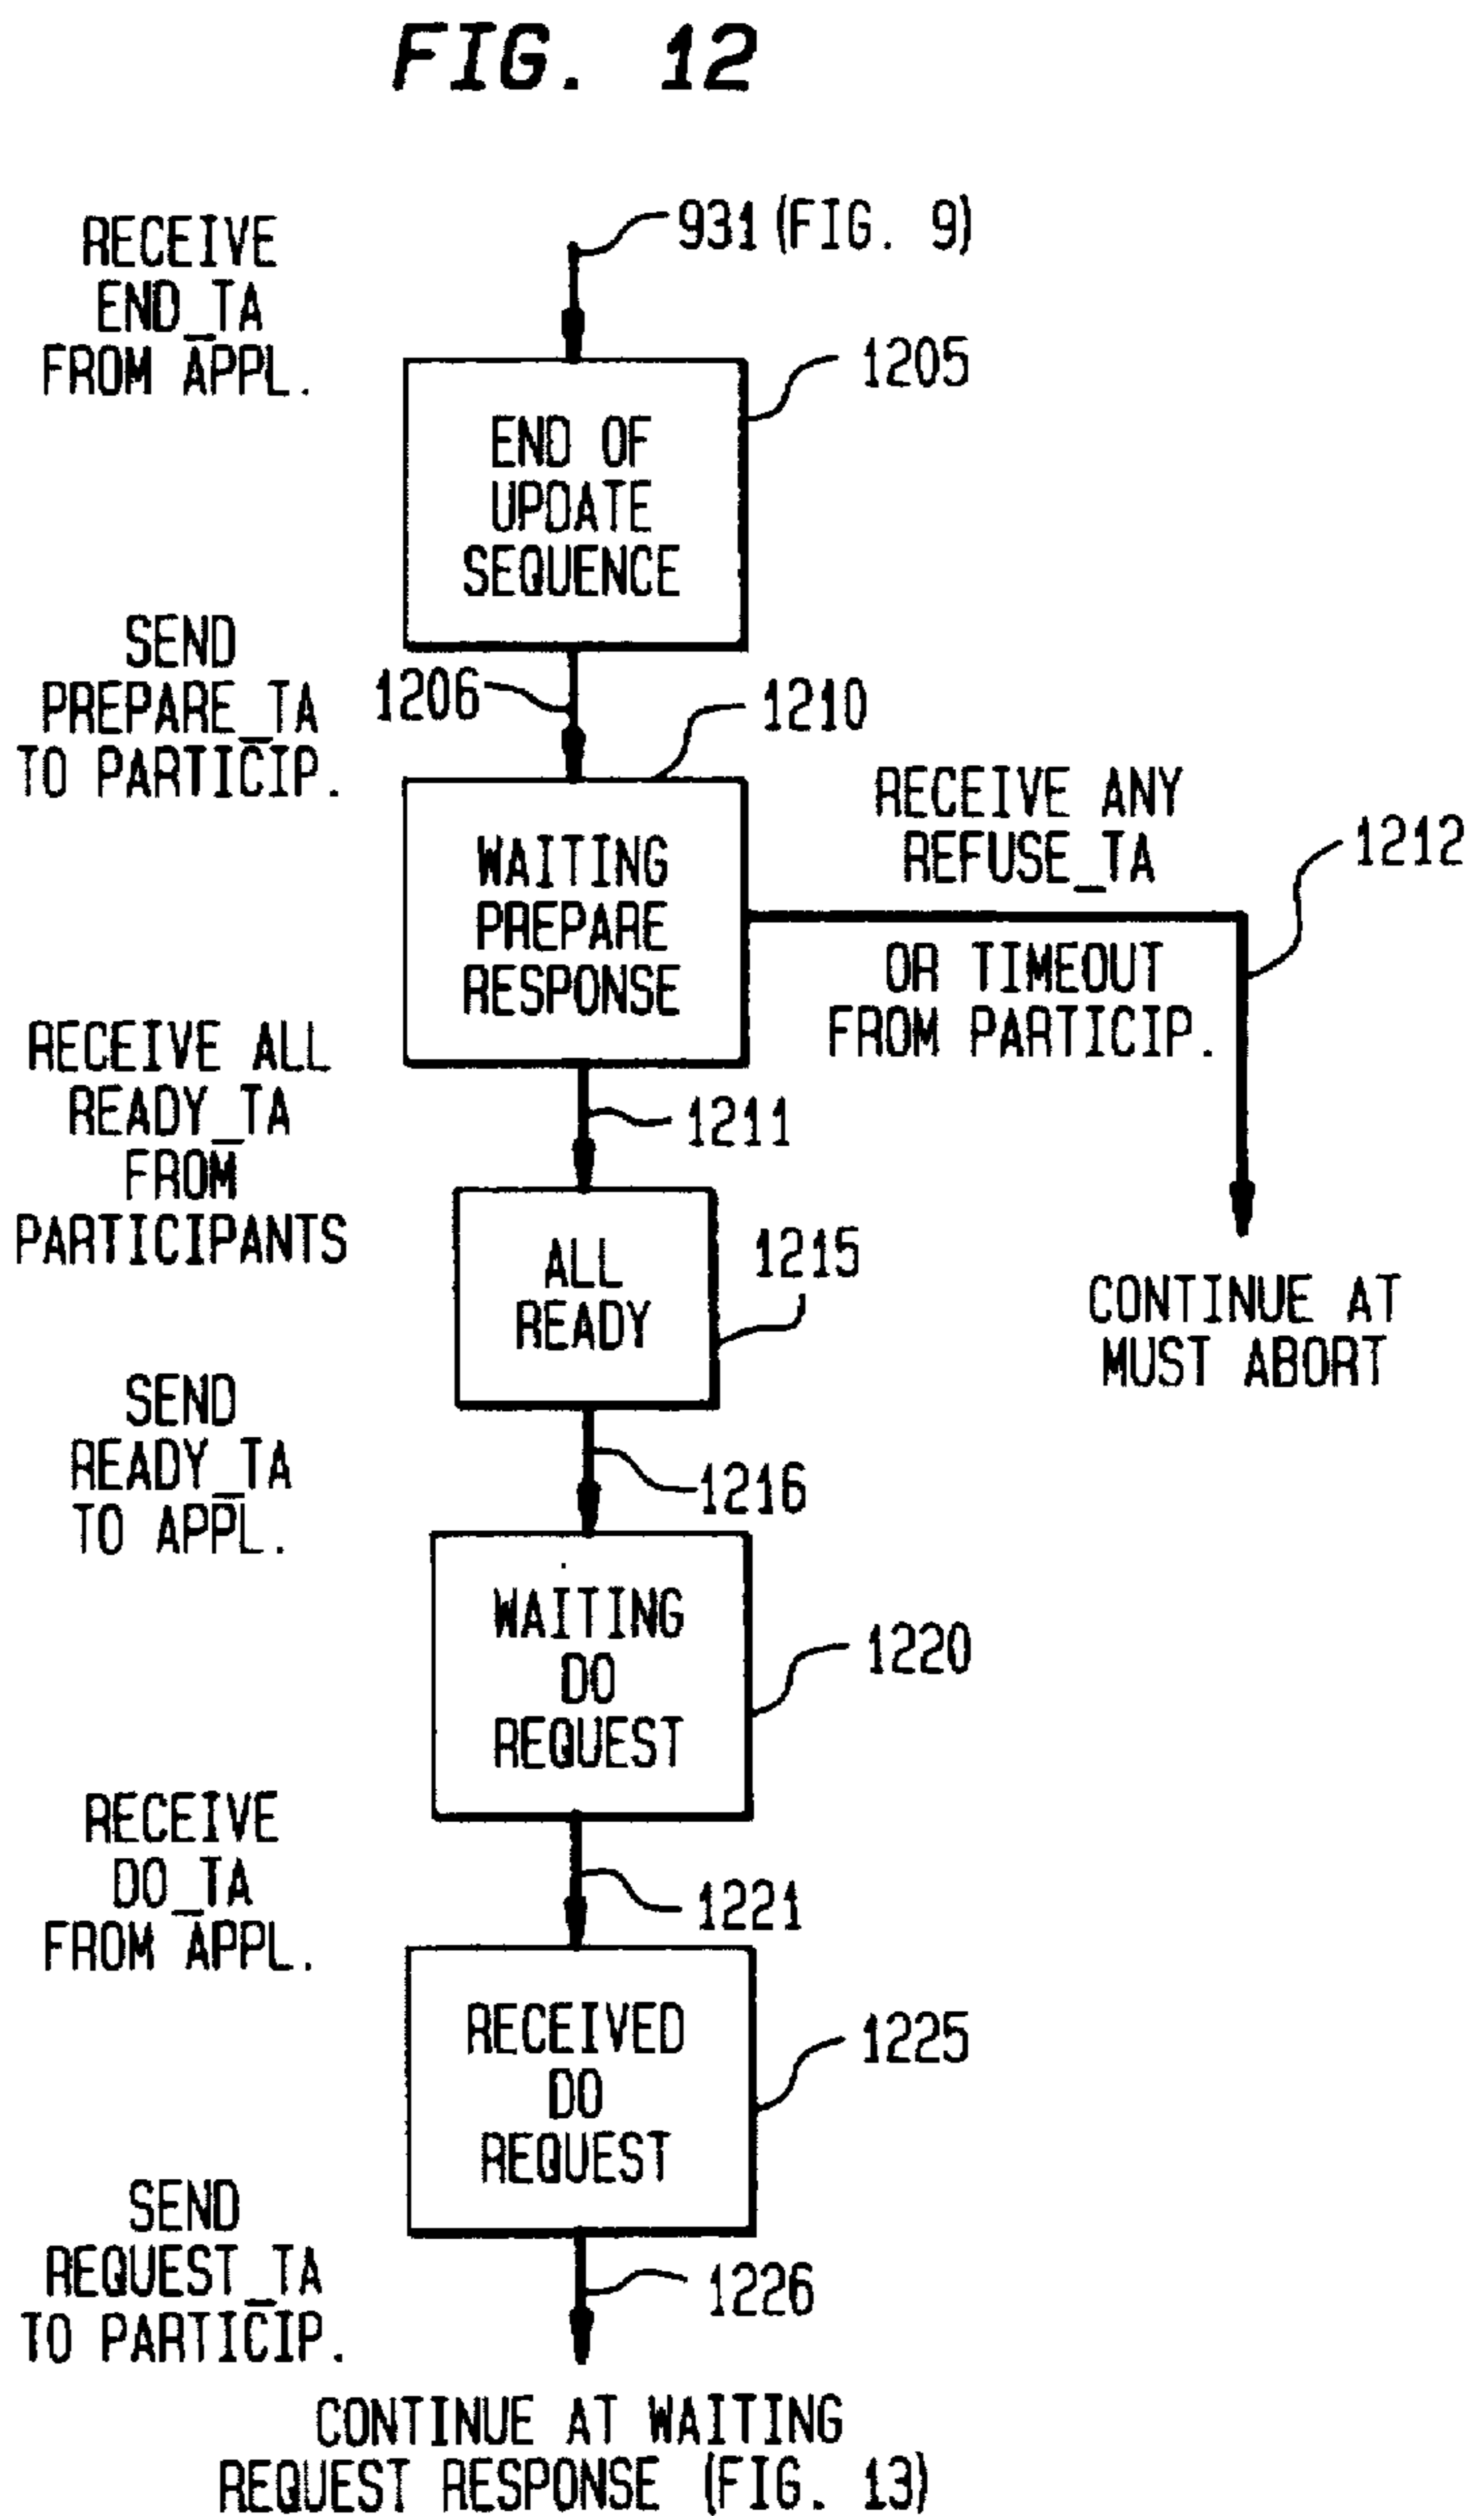 FIG. 12
931 (FIG. 9)
RECEIVE
END_TA
FROM APPL.
1205
END OF
UPDATE
SEQUENCE
SEND
PREPARE_TA
TO PARTICIP.
1206
1210
WAITING
PREPARE
RESPONSE
RECEIVE ANY
REFUSE_TA
OR TIMEOUT
FROM PARTICIP.
1212
RECEIVE ALL
READY_TA
FROM
PARTICIPANTS
1211
ALL
READY
1215
CONTINUE AT
MUST ABORT
SEND
READY_TA
TO APPL.
1216
WAITING
DO
REQUEST
1220
RECEIVE
DO_TA
FROM APPL.
1221
RECEIVED
DO
REQUEST
1225
SEND
REQUEST_TA
TO PARTICIP.
1226
CONTINUE AT WAITING
REQUEST RESPONSE (FIG. 13)